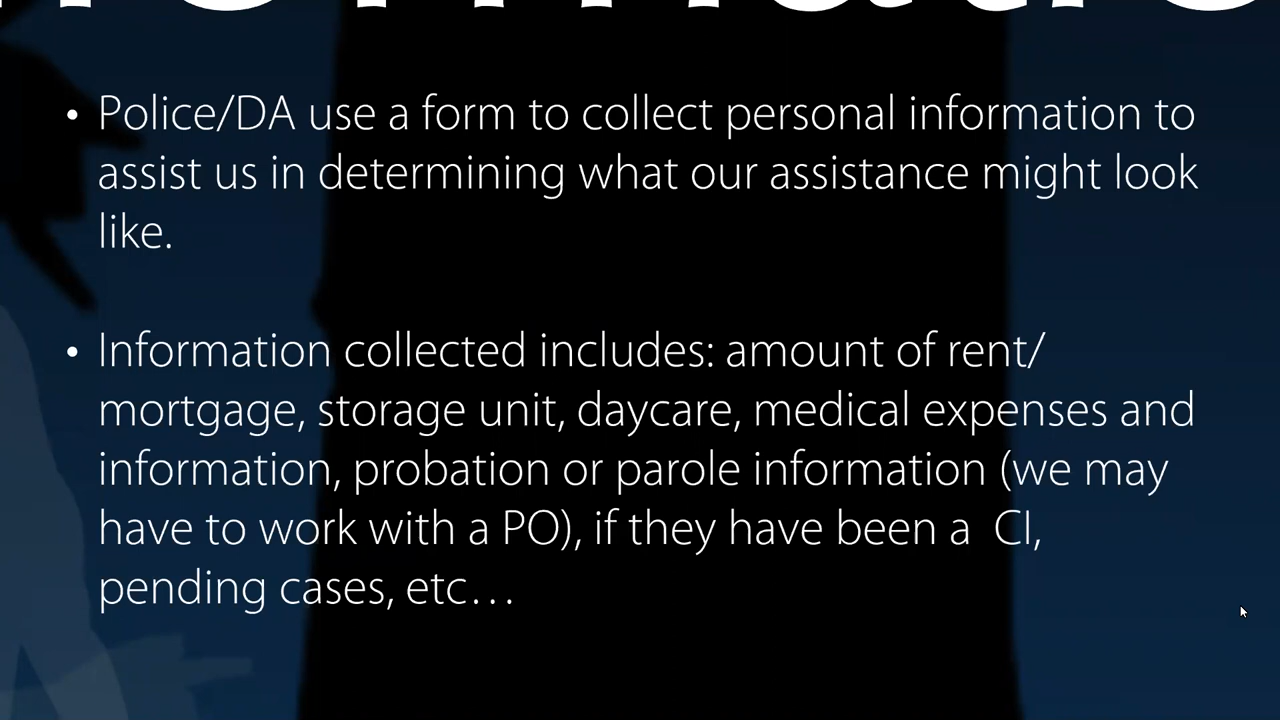 • Police/DA use a form to collect personal information to
assist us in determining what our assistance might look
like.
• Information collected includes: amount of rent/
mortgage, storage unit, daycare, medical expenses and
information, probation or parole information (we may
have to work with a PO), if they have been a  CI,
pending cases, etc…